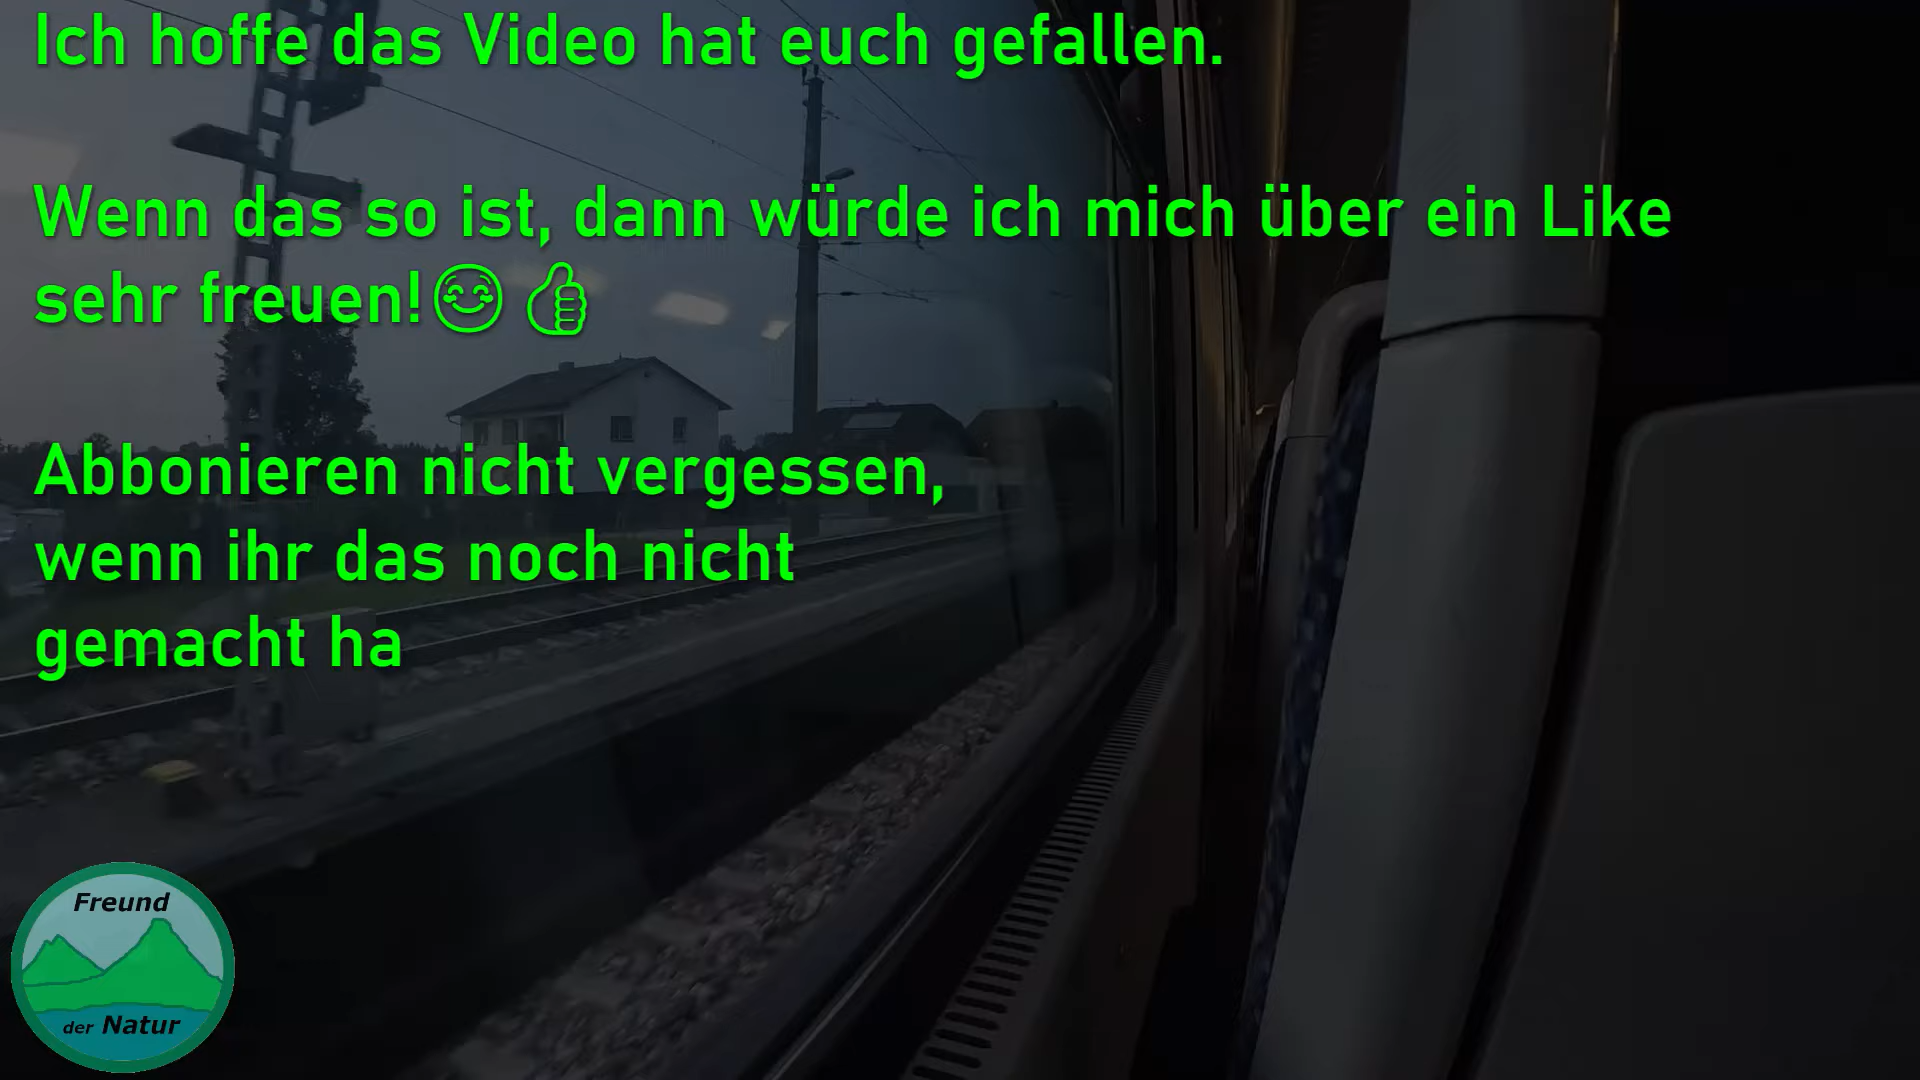 Ich hoffe das Video hat euch gefallen.
Wenn das so ist, dann würde ich mich über ein Like
sehr freuen!😊👍
Abbonieren nicht vergessen,
wenn ihr das noch nicht
gemacht ha
Freund
der Natur